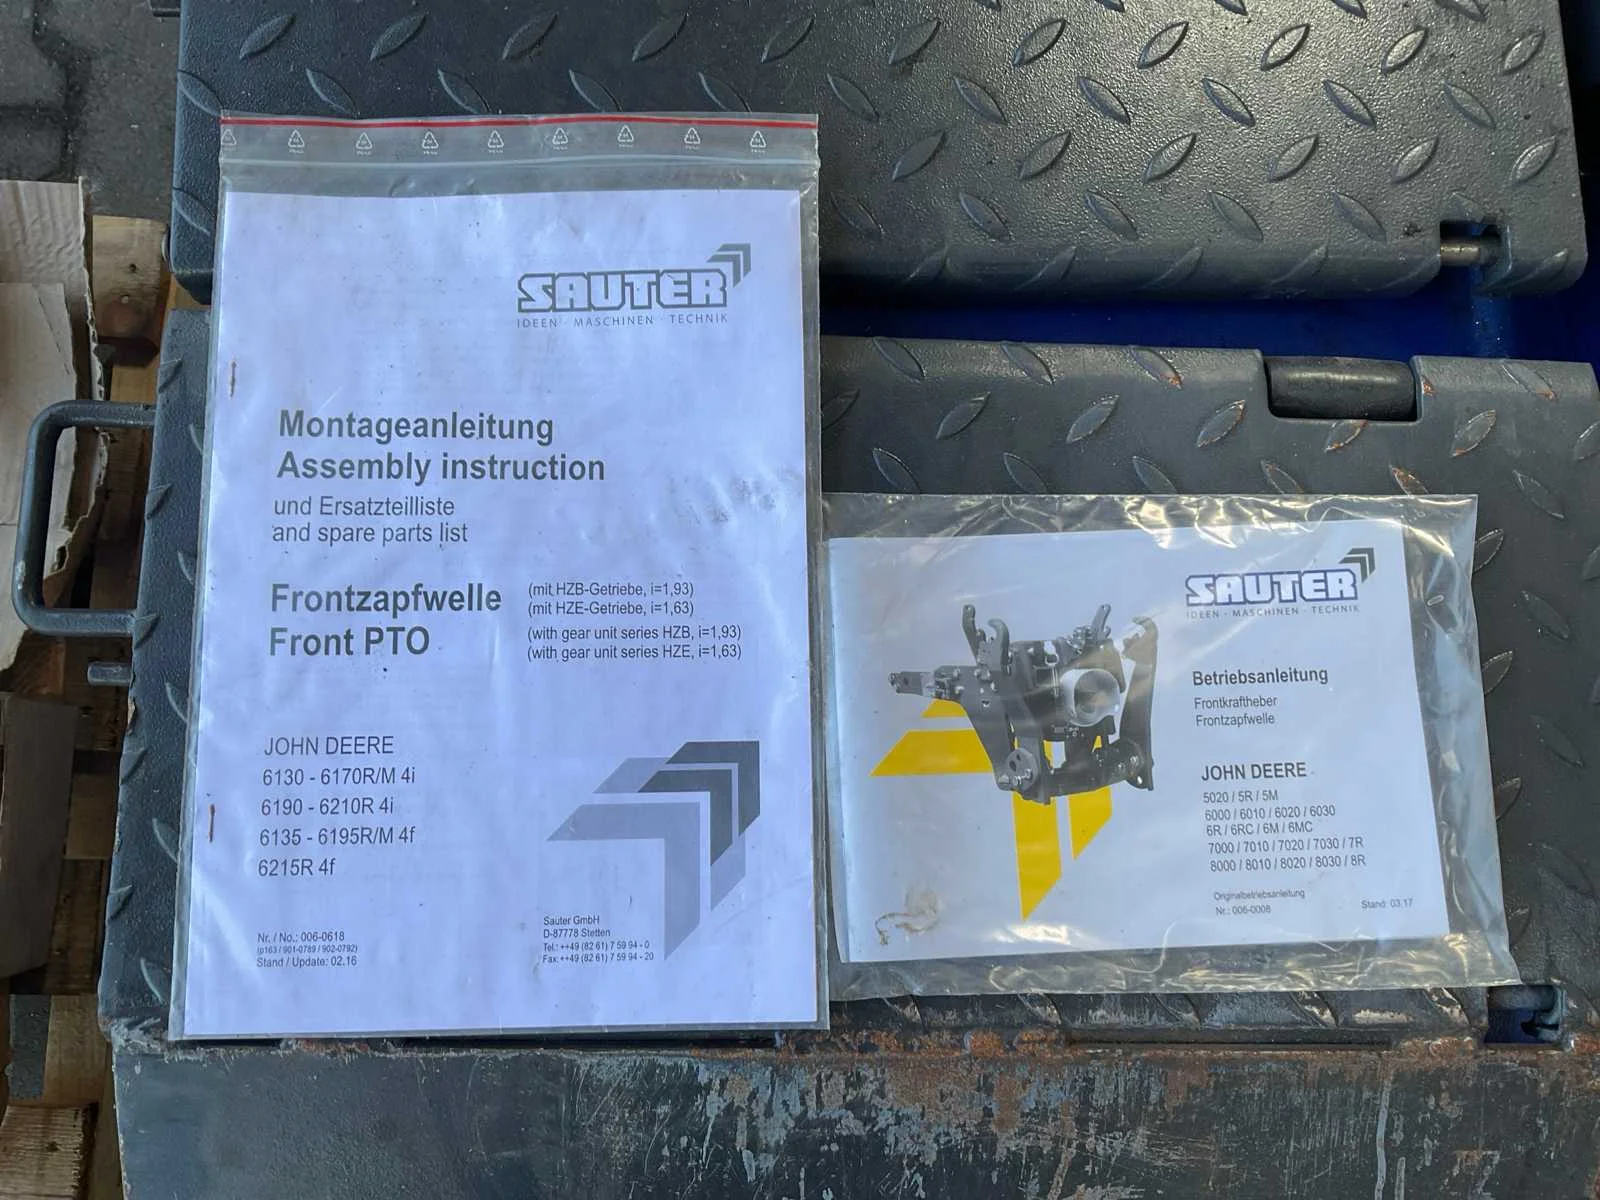 SAUTER
IDEEN - MASCHINEN - TECHNIK
Montageanleitung
Assembly instruction
und Ersatzteilliste
and spare parts list
Frontzapfwelle
Front PTO
(mit HZB-Getriebe, i=1,93)
(mit HZE-Getriebe, i=1,63)
(with gear unit series HZB, i=1,93)
(with gear unit series HZE, i=1,63)
JOHN DEERE
6130 - 6170R/M 4i
6190 - 6210R 4i
6135 - 6195R/M 4f
6215R 4f
Nr. / No.: 006-0618
(p163 / 901-0789 / 902-0792)
Stand / Update: 02.16
Sauter GmbH
D-87778 Stetten
Tel.: ++49 (82 61) 7 59 94 - 0
Fax: ++49 (82 61) 7 59 94 - 20
SAUTER
IDEEN - MASCHINEN - TECHNIK
Betriebsanleitung
Frontkraftheber
Frontzapfwelle
JOHN DEERE
5020 / 5R / 5M
6000 / 6010 / 6020 / 6030
6R / 6RC / 6M / 6MC
7000 / 7010 / 7020 / 7030 / 7R
8000 / 8010 / 8020 / 8030 / 8R
Originalbetriebsanleitung
Nr.: 006-0008
Stand: 03.17